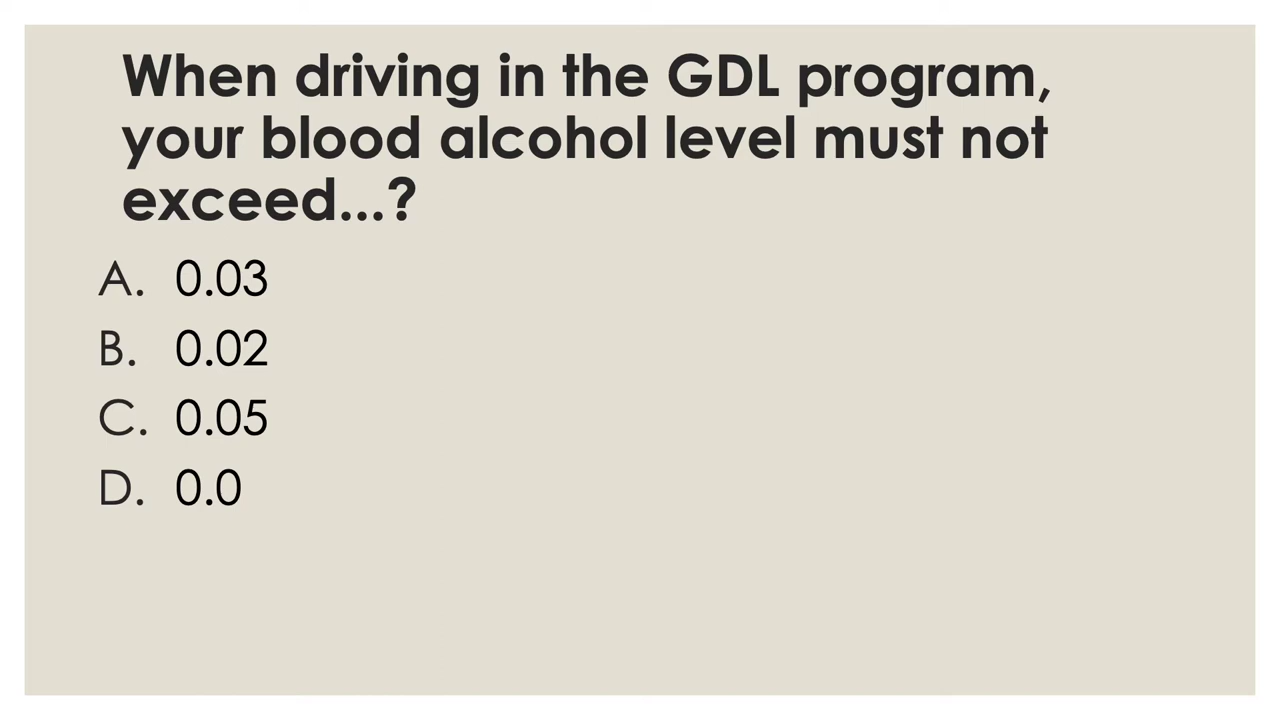 When driving in the GDL program,
your blood alcohol level must not
exceed...?
A. 0.03
B. 0.02
C. 0.05
D. 0.0